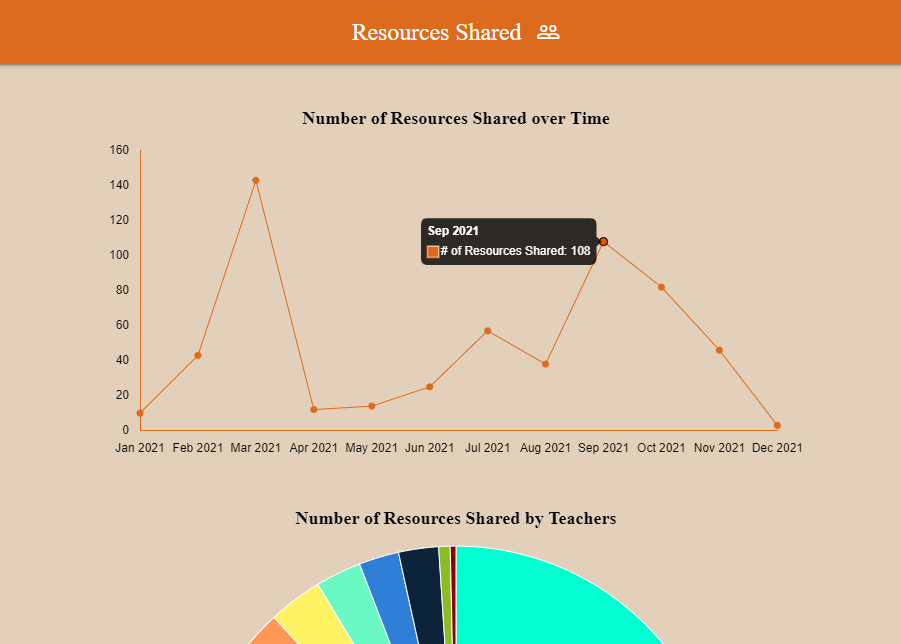 Resources Shared
Number of Resources Shared over Time
160
140
120
100
80
60
40
20
0
Sep 2021
# of Resources Shared: 108
Jan 2021 Feb 2021 Mar 2021 Apr 2021 May 2021 Jun 2021 Jul 2021 Aug 2021 Sep 2021 Oct 2021 Nov 2021 Dec 2021
Number of Resources Shared by Teachers